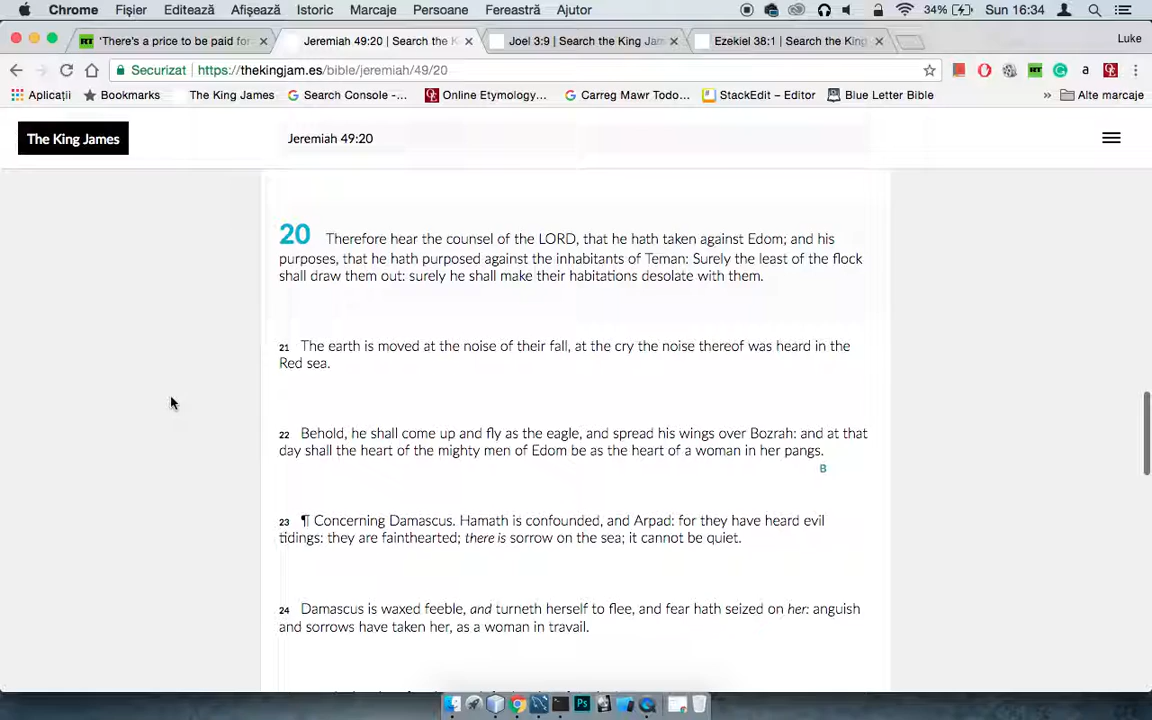 Chrome Fișier Editează Afișează Istoric Marcaje Persoane Fereastră Ajutor 34% Sun 16:34
'There's a price to be paid for Jeremiah 49:20 | Search the K Joel 3:9 | Search the King Jam Ezekiel 38:1 | Search the King Luke
Securizat https://thekingjam.es/bible/jeremiah/49/20
Aplicații Bookmarks The King James Search Console -... Online Etymology... Carreg Mawr Todo... StackEdit – Editor Blue Letter Bible » Alte marcaje
The King James Jeremiah 49:20
20 Therefore hear the counsel of the LORD, that he hath taken against Edom; and his
purposes, that he hath purposed against the inhabitants of Teman: Surely the least of the flock
shall draw them out: surely he shall make their habitations desolate with them.
21 The earth is moved at the noise of their fall, at the cry the noise thereof was heard in the
Red sea.
22 Behold, he shall come up and fly as the eagle, and spread his wings over Bozrah: and at that
day shall the heart of the mighty men of Edom be as the heart of a woman in her pangs.
B
23 ¶ Concerning Damascus. Hamath is confounded, and Arpad: for they have heard evil
tidings: they are fainthearted; there is sorrow on the sea; it cannot be quiet.
24 Damascus is waxed feeble, and turneth herself to flee, and fear hath seized on her: anguish
and sorrows have taken her, as a woman in travail.